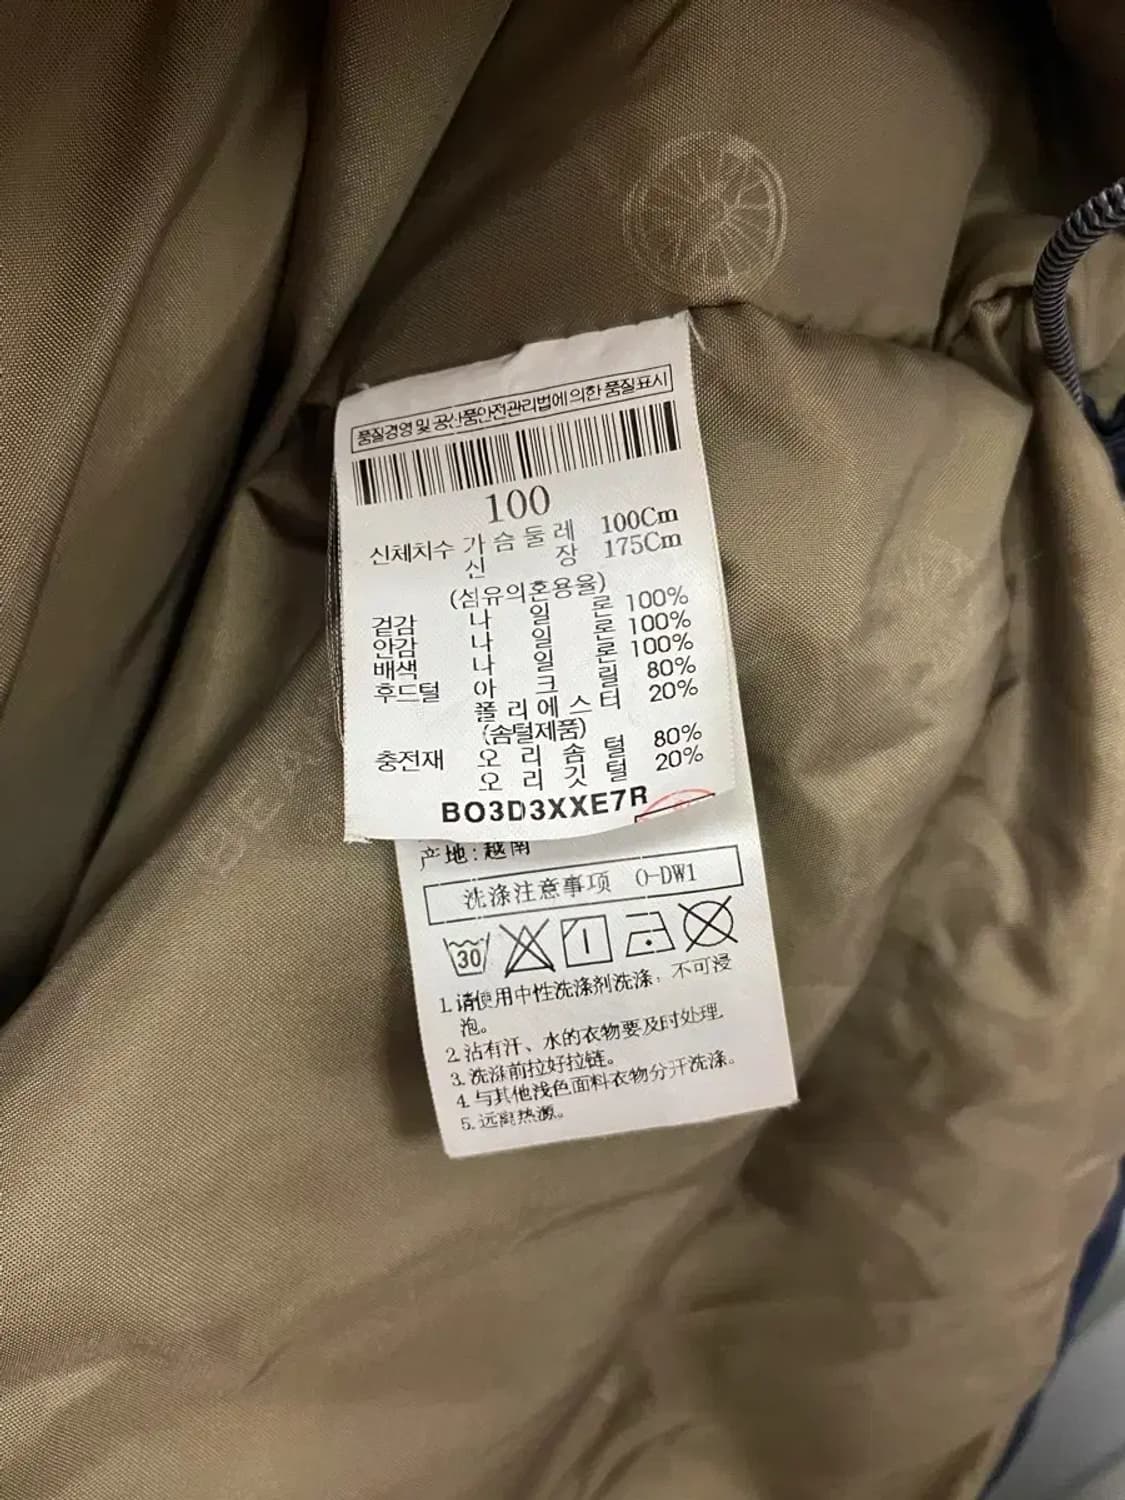 품질경영 및 공산품안전관리법에 의한 품질표시
100
신체치수 가슴둘레 100Cm
신 장 175Cm
(섬유의혼용율)
겉감 나 일 론 100%
안감 나 일 론 100%
배색 나 일 론 100%
후드털 아 크 릴 80%
폴리에스터 20%
(솜털제품)
충전재 오 리 솜 털 80%
오 리 깃 털 20%
BO3D3XXE7R
产地:越南
洗涤注意事项 O-DW1
30
1.请使用中性洗涤剂洗涤，不可浸
泡。
2.沾有汗、水的衣物要及时处理.
3.洗涤前拉好拉链。
4.与其他浅色面料衣物分开洗涤。
5.远离热源。